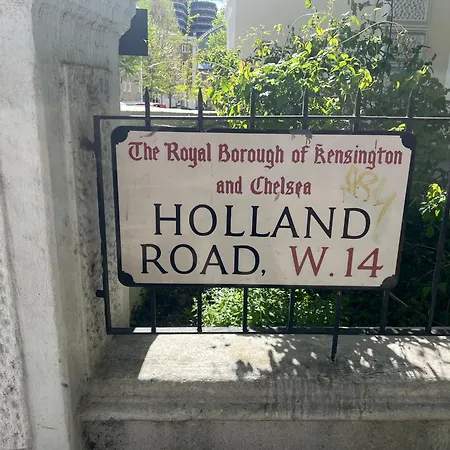 The Royal Borough of Kensington
and Chelsea
HOLLAND
ROAD, W. 14